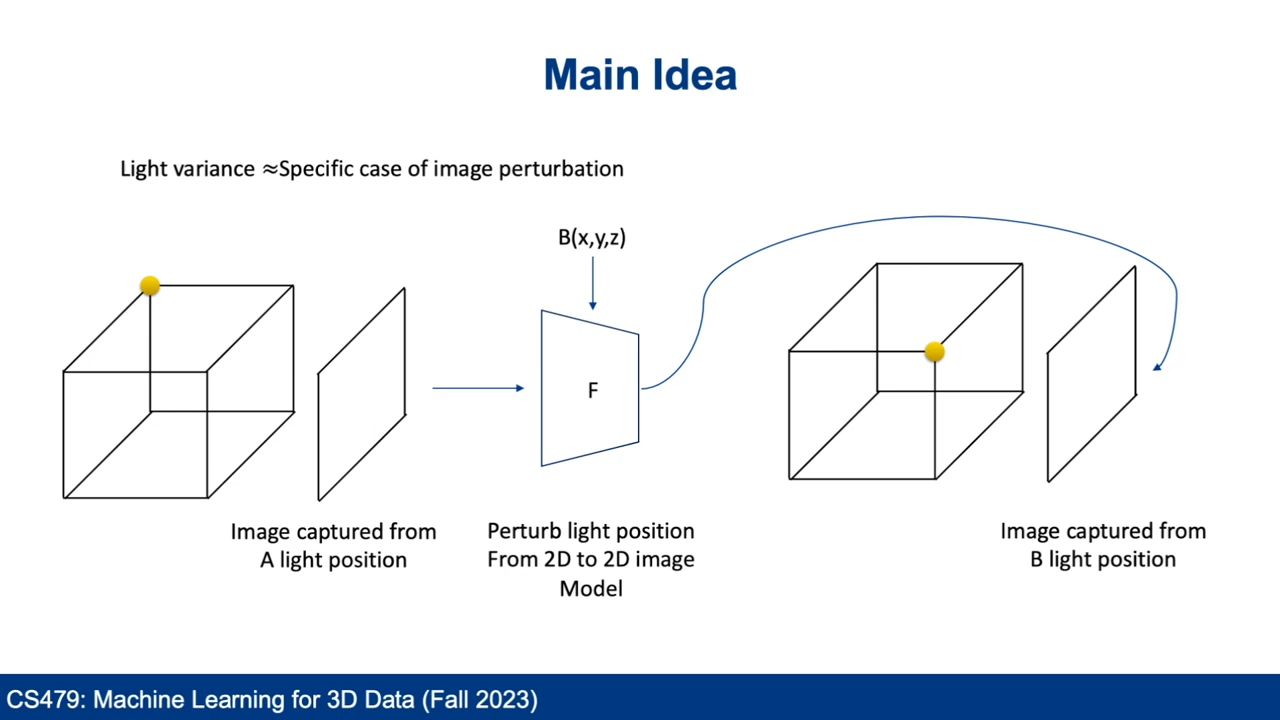 Main Idea
Light variance ≈Specific case of image perturbation
B(x,y,z)
F
Image captured from
A light position
Perturb light position
From 2D to 2D image
Model
Image captured from
B light position
CS479: Machine Learning for 3D Data (Fall 2023)